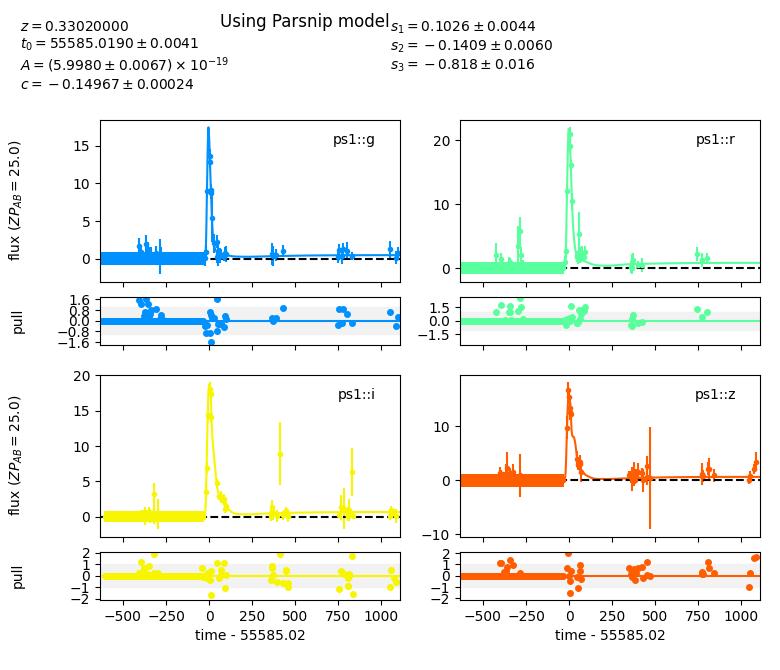 Using Parsnip model
z = 0.33020000
t₀ = 55585.0190 ± 0.0041
A = (5.9980 ± 0.0067) × 10⁻¹⁹
c = −0.14967 ± 0.00024
s₁ = 0.1026 ± 0.0044
s₂ = −0.1409 ± 0.0060
s₃ = −0.818 ± 0.016
flux (ZP_AB = 25.0)
15
10
5
0
ps1::g
20
10
0
ps1::r
pull
1.6
0.8
0.0
−0.8
−1.6
1.5
0.0
−1.5
flux (ZP_AB = 25.0)
20
15
10
5
0
ps1::i
10
0
−10
ps1::z
pull
2
1
0
−1
−2
2
1
0
−1
−2
−500 −250 0 250 500 750 1000
−500 −250 0 250 500 750 1000
time - 55585.02
time - 55585.02